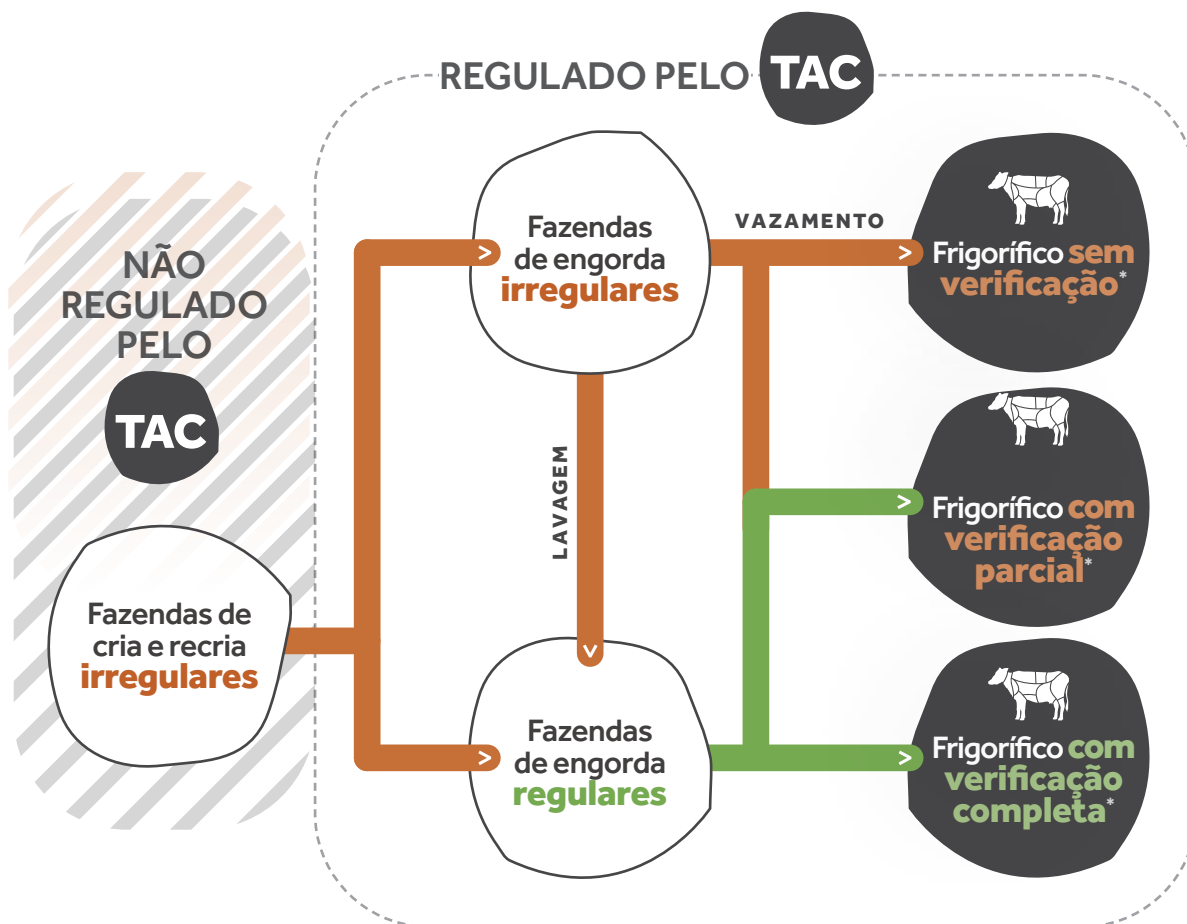 REGULADO PELO TAC
NÃO
REGULADO
PELO
TAC
Fazendas de
cria e recria
irregulares
Fazendas
de engorda
irregulares
LAVAGEM
Fazendas
de engorda
regulares
VAZAMENTO
Frigorífico sem
verificação*
Frigorífico com
verificação
parcial*
Frigorífico com
verificação
completa*